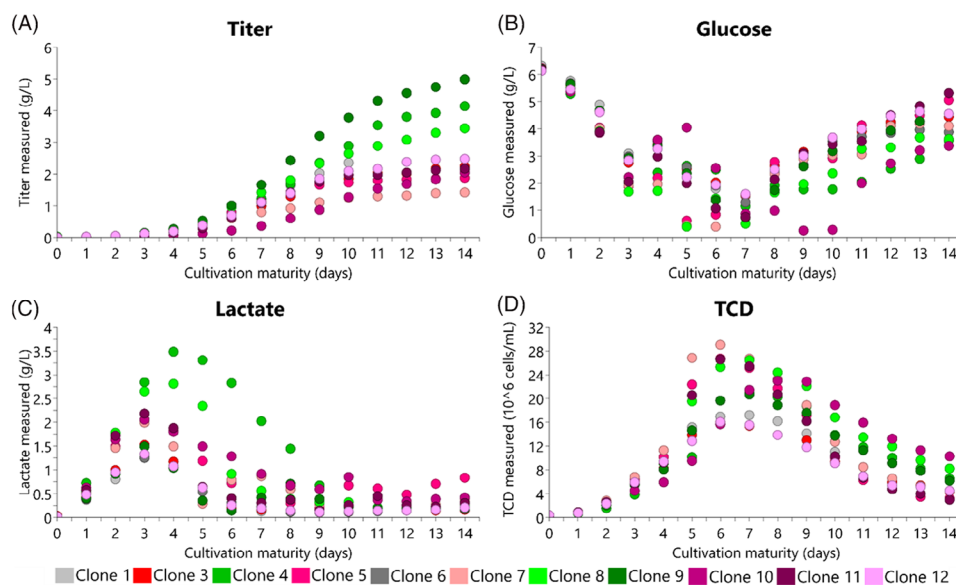 (A) Titer
Titer measured (g/L)
6
5
4
3
2
1
0
0 1 2 3 4 5 6 7 8 9 10 11 12 13 14
Cultivation maturity (days)
(B) Glucose
Glucose measured (g/L)
7
6
5
4
3
2
1
0
0 1 2 3 4 5 6 7 8 9 10 11 12 13 14
Cultivation maturity (days)
(C) Lactate
Lactate measured (g/L)
4
3.5
3
2.5
2
1.5
1
0.5
0
0 1 2 3 4 5 6 7 8 9 10 11 12 13 14
Cultivation maturity (days)
(D) TCD
TCD measured (10^6 cells/mL)
32
28
24
20
16
12
8
4
0
0 1 2 3 4 5 6 7 8 9 10 11 12 13 14
Cultivation maturity (days)
Clone 1 Clone 3 Clone 4 Clone 5 Clone 6 Clone 7 Clone 8 Clone 9 Clone 10 Clone 11 Clone 12